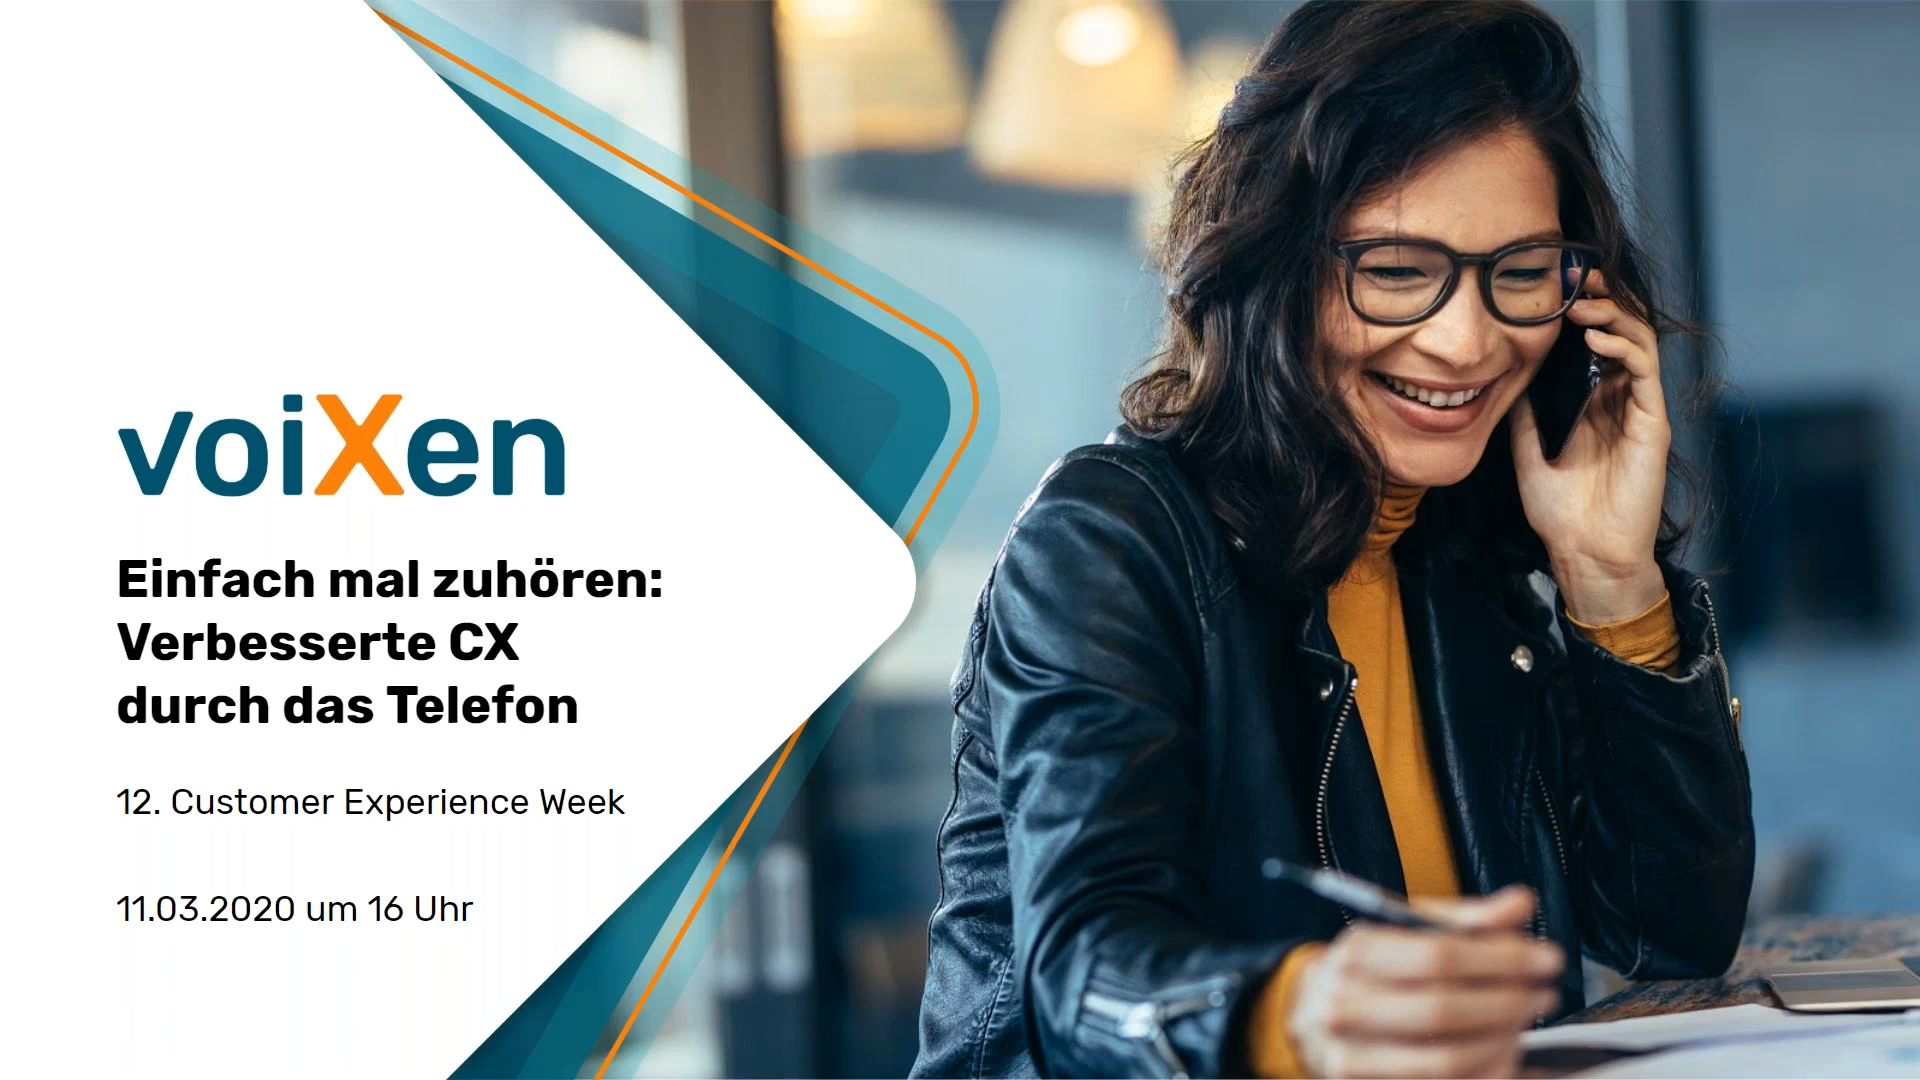 voiXen
Einfach mal zuhören:
Verbesserte CX
durch das Telefon
12. Customer Experience Week
11.03.2020 um 16 Uhr